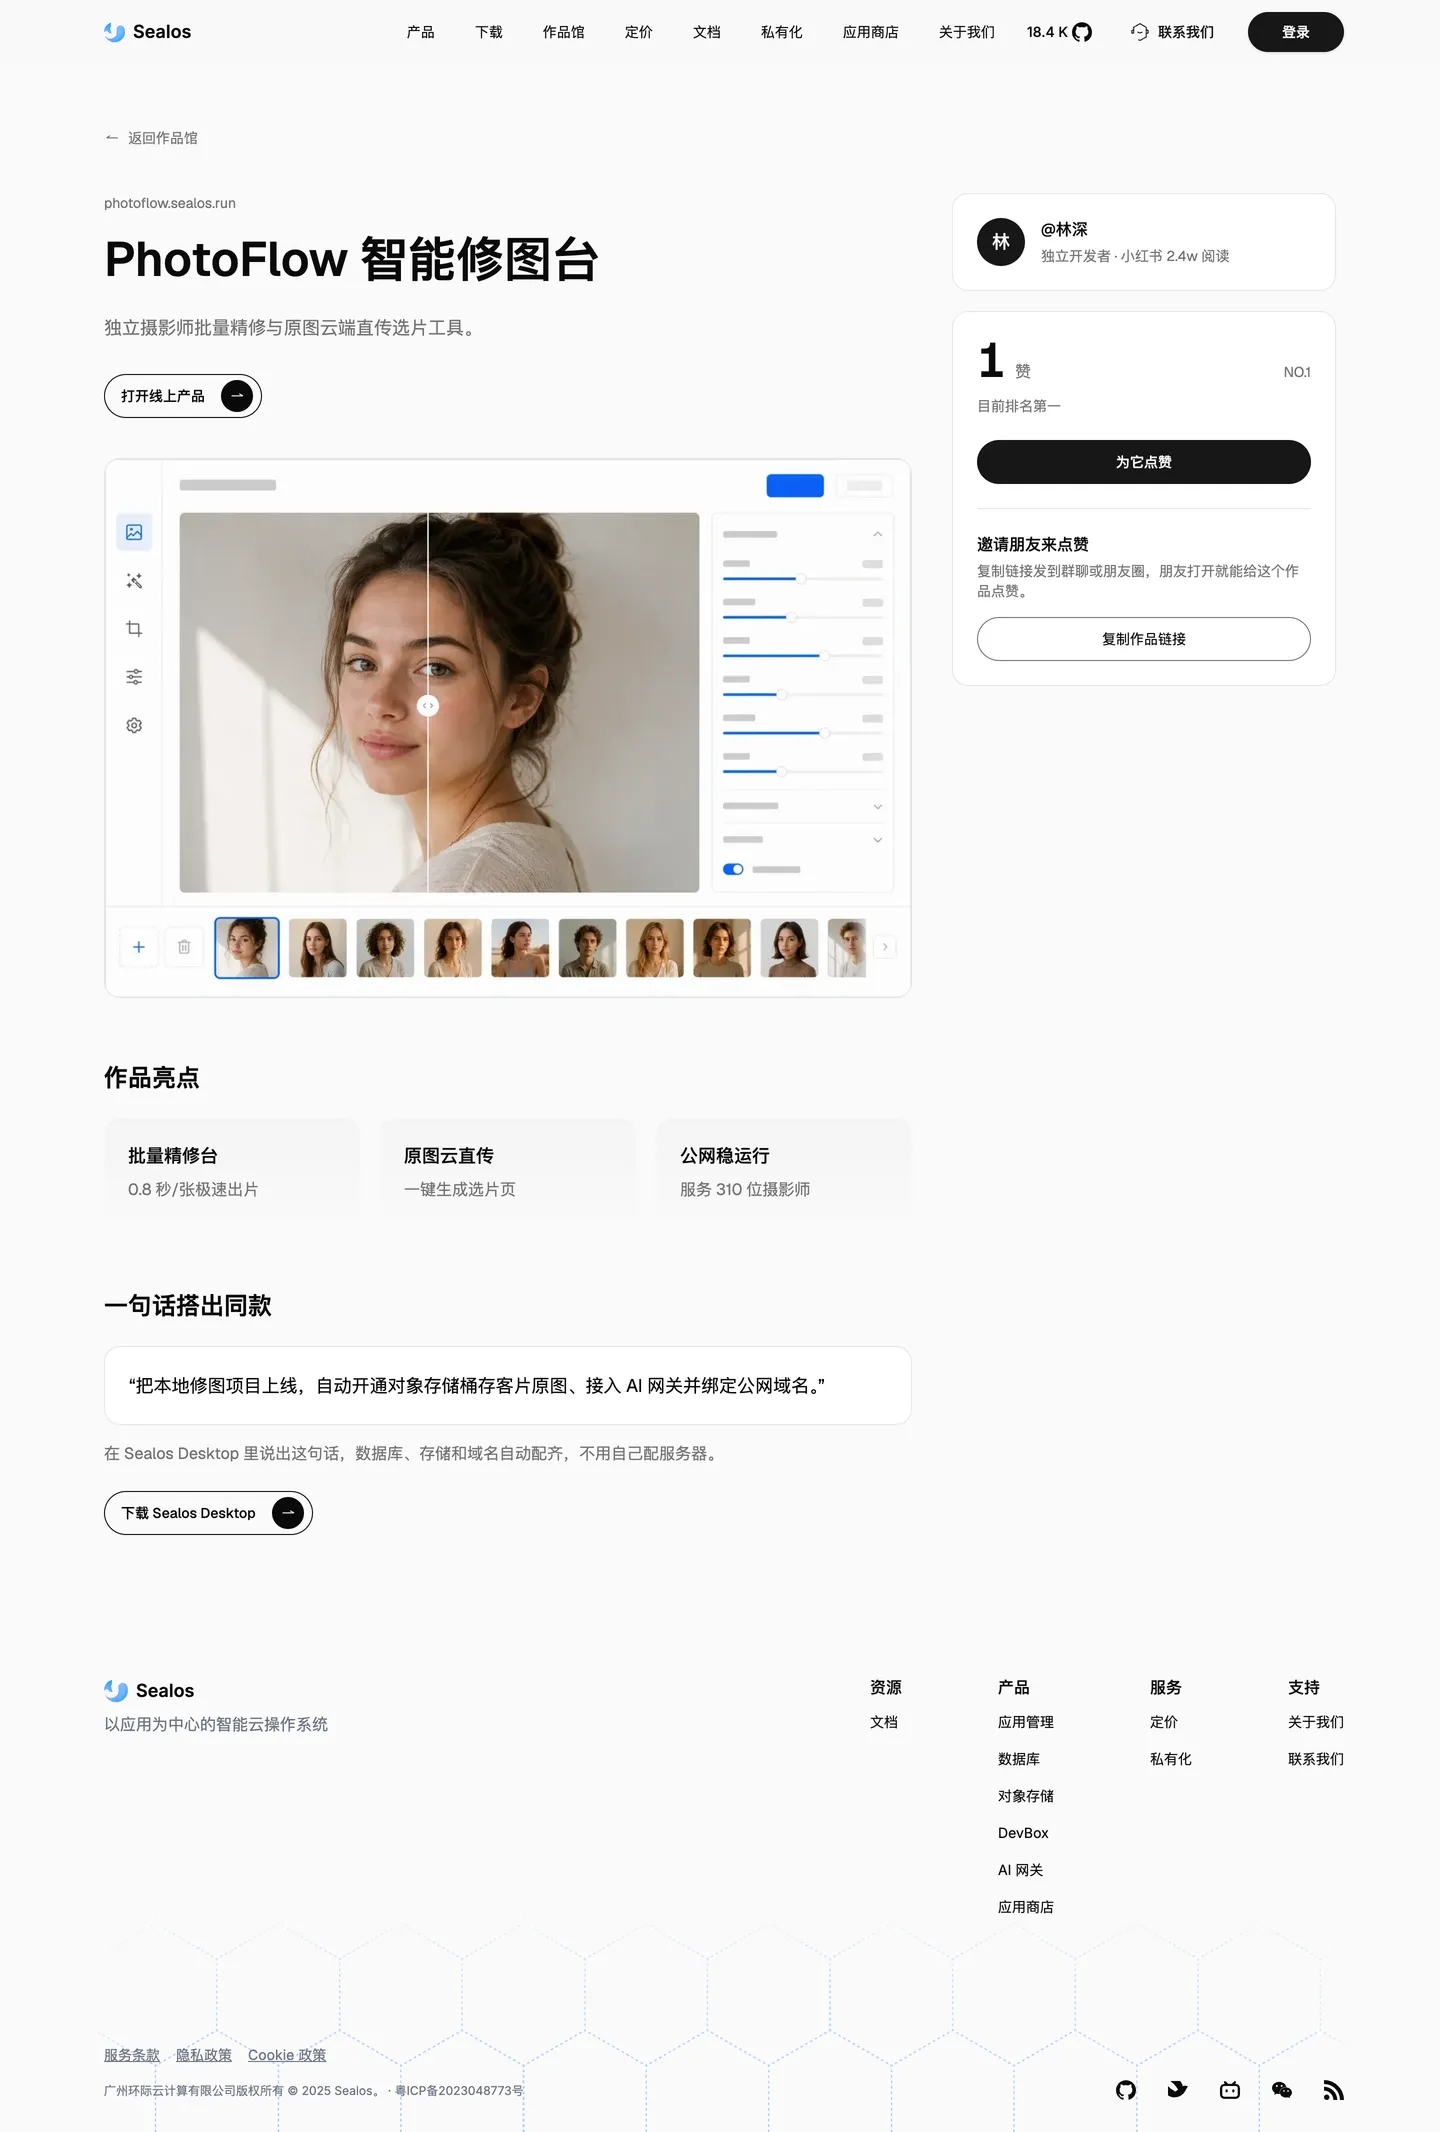 Sealos
产品
下载
作品馆
定价
文档
私有化
应用商店
关于我们
18.4 K
联系我们
登录
返回作品馆
photoflow.sealos.run
PhotoFlow 智能修图台
独立摄影师批量精修与原图云端直传选片工具。
打开线上产品
林
@林深
独立开发者 · 小红书 2.4w 阅读
1 赞
NO.1
目前排名第一
为它点赞
邀请朋友来点赞
复制链接发到群聊或朋友圈，朋友打开就能给这个作
品点赞。
复制作品链接
作品亮点
批量精修台
0.8 秒/张极速出片
原图云直传
一键生成选片页
公网稳运行
服务 310 位摄影师
一句话搭出同款
“把本地修图项目上线，自动开通对象存储桶存客片原图、接入 AI 网关并绑定公网域名。”
在 Sealos Desktop 里说出这句话，数据库、存储和域名自动配齐，不用自己配服务器。
下载 Sealos Desktop
Sealos
以应用为中心的智能云操作系统
资源
文档
产品
应用管理
数据库
对象存储
DevBox
AI 网关
应用商店
服务
定价
私有化
支持
关于我们
联系我们
服务条款 隐私政策 Cookie 政策
广州环际云计算有限公司版权所有 © 2025 Sealos。 · 粤ICP备2023048773号